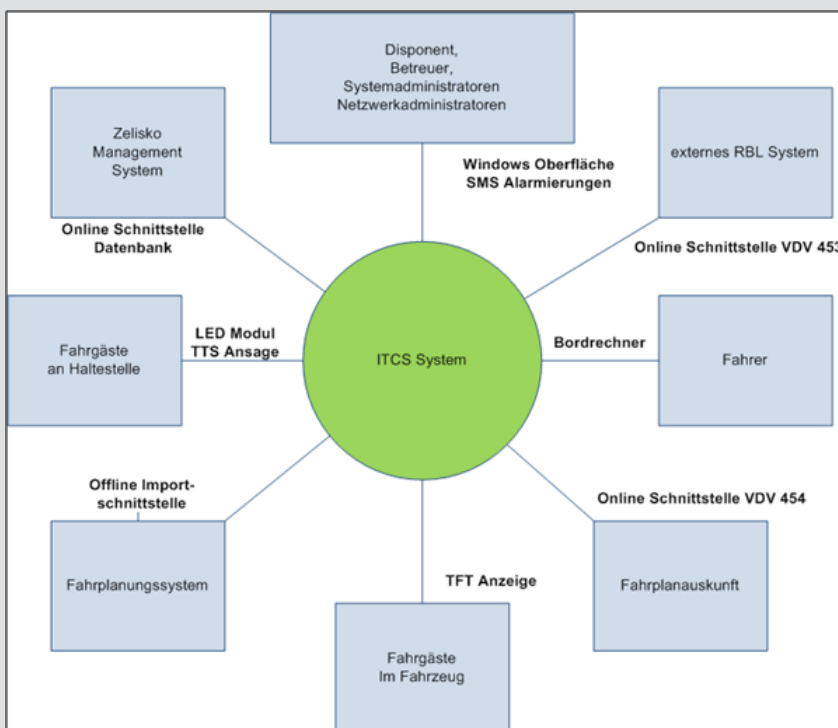 Disponent,
Betreuer,
Systemadministratoren
Netzwerkadministratoren
Zelisko
Management
System
externes RBL System
Windows Oberfläche
SMS Alarmierungen
Online Schnittstelle
Datenbank
Online Schnittstelle VDV 453
Fahrgäste
an Haltestelle
LED Modul
TTS Ansage
ITCS System
Bordrechner
Fahrer
Offline Import-
schnittstelle
Online Schnittstelle VDV 454
Fahrplanungssystem
TFT Anzeige
Fahrplanauskunft
Fahrgäste
Im Fahrzeug